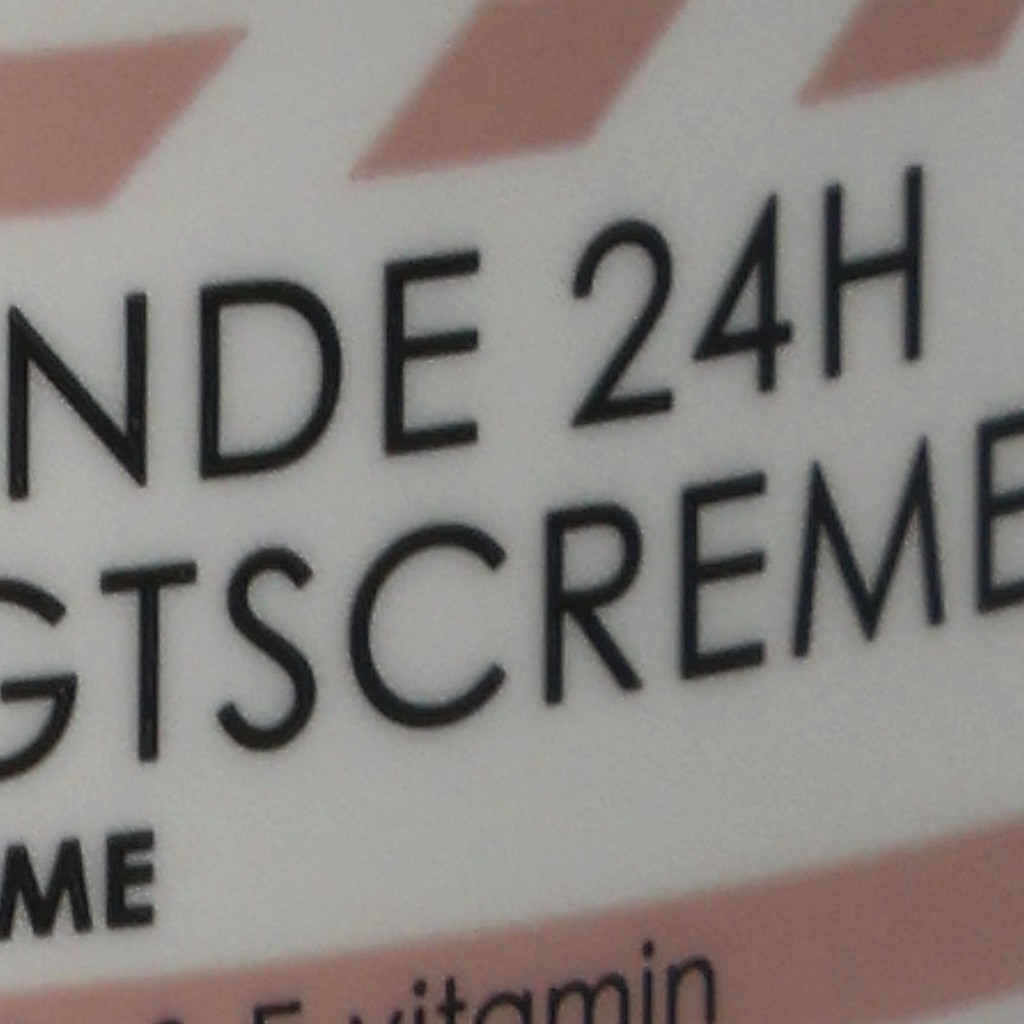 NDE 24H
GTSCREME
ME
& E-vitamin